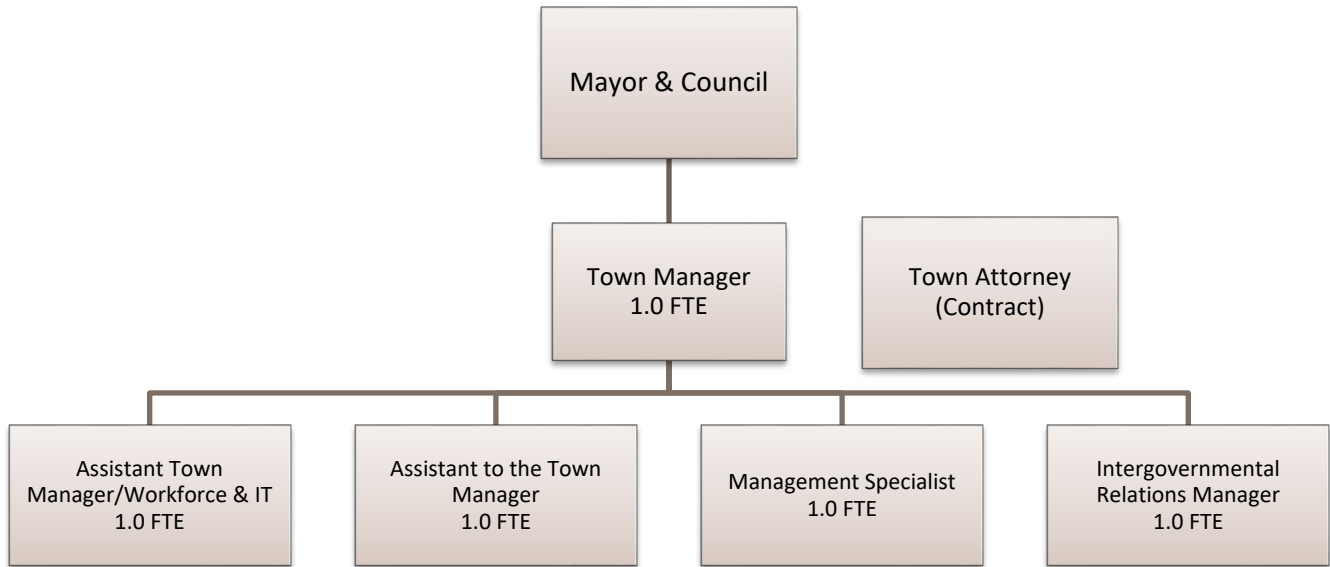 Mayor & Council
Town Manager
1.0 FTE
Town Attorney
(Contract)
Assistant Town
Manager/Workforce & IT
1.0 FTE
Assistant to the Town
Manager
1.0 FTE
Management Specialist
1.0 FTE
Intergovernmental
Relations Manager
1.0 FTE